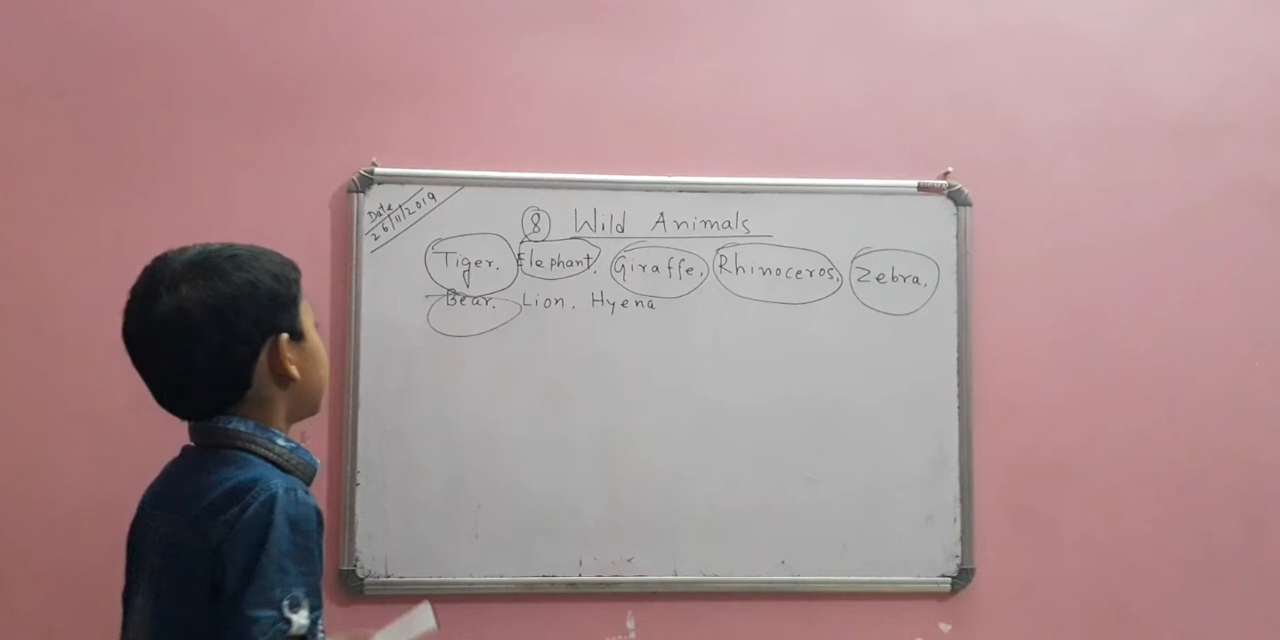 Date
26/11/2019
8 Wild Animals
Tiger. Elephant. Giraffe. Rhinoceros. Zebra.
Bear. Lion. Hyena